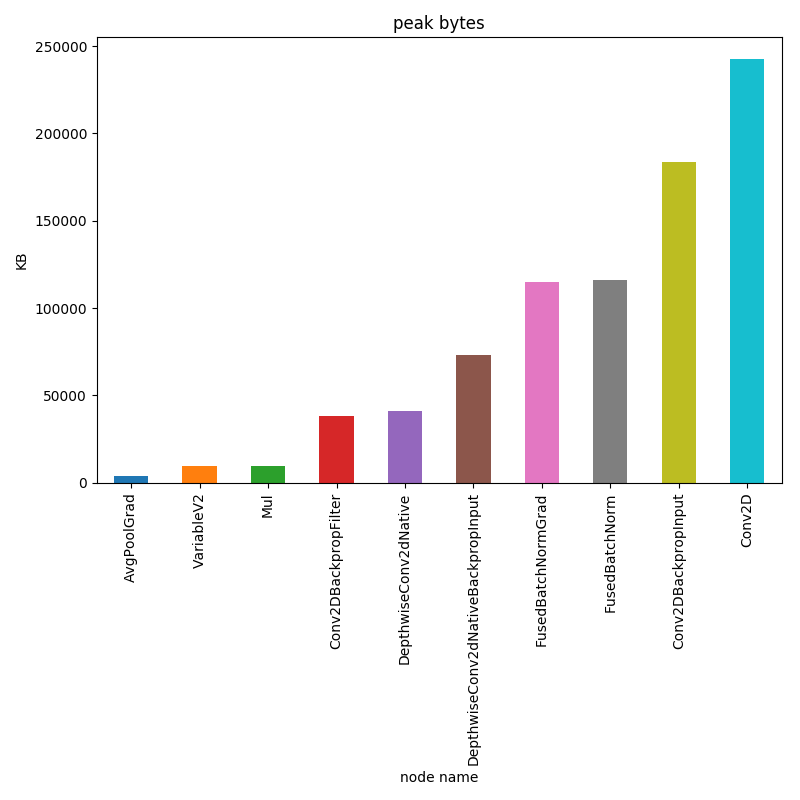 peak bytes
KB
250000
200000
150000
100000
50000
0
AvgPoolGrad
VariableV2
Mul
Conv2DBackpropFilter
DepthwiseConv2dNative
DepthwiseConv2dNativeBackpropInput
FusedBatchNormGrad
FusedBatchNorm
Conv2DBackpropInput
Conv2D
node name